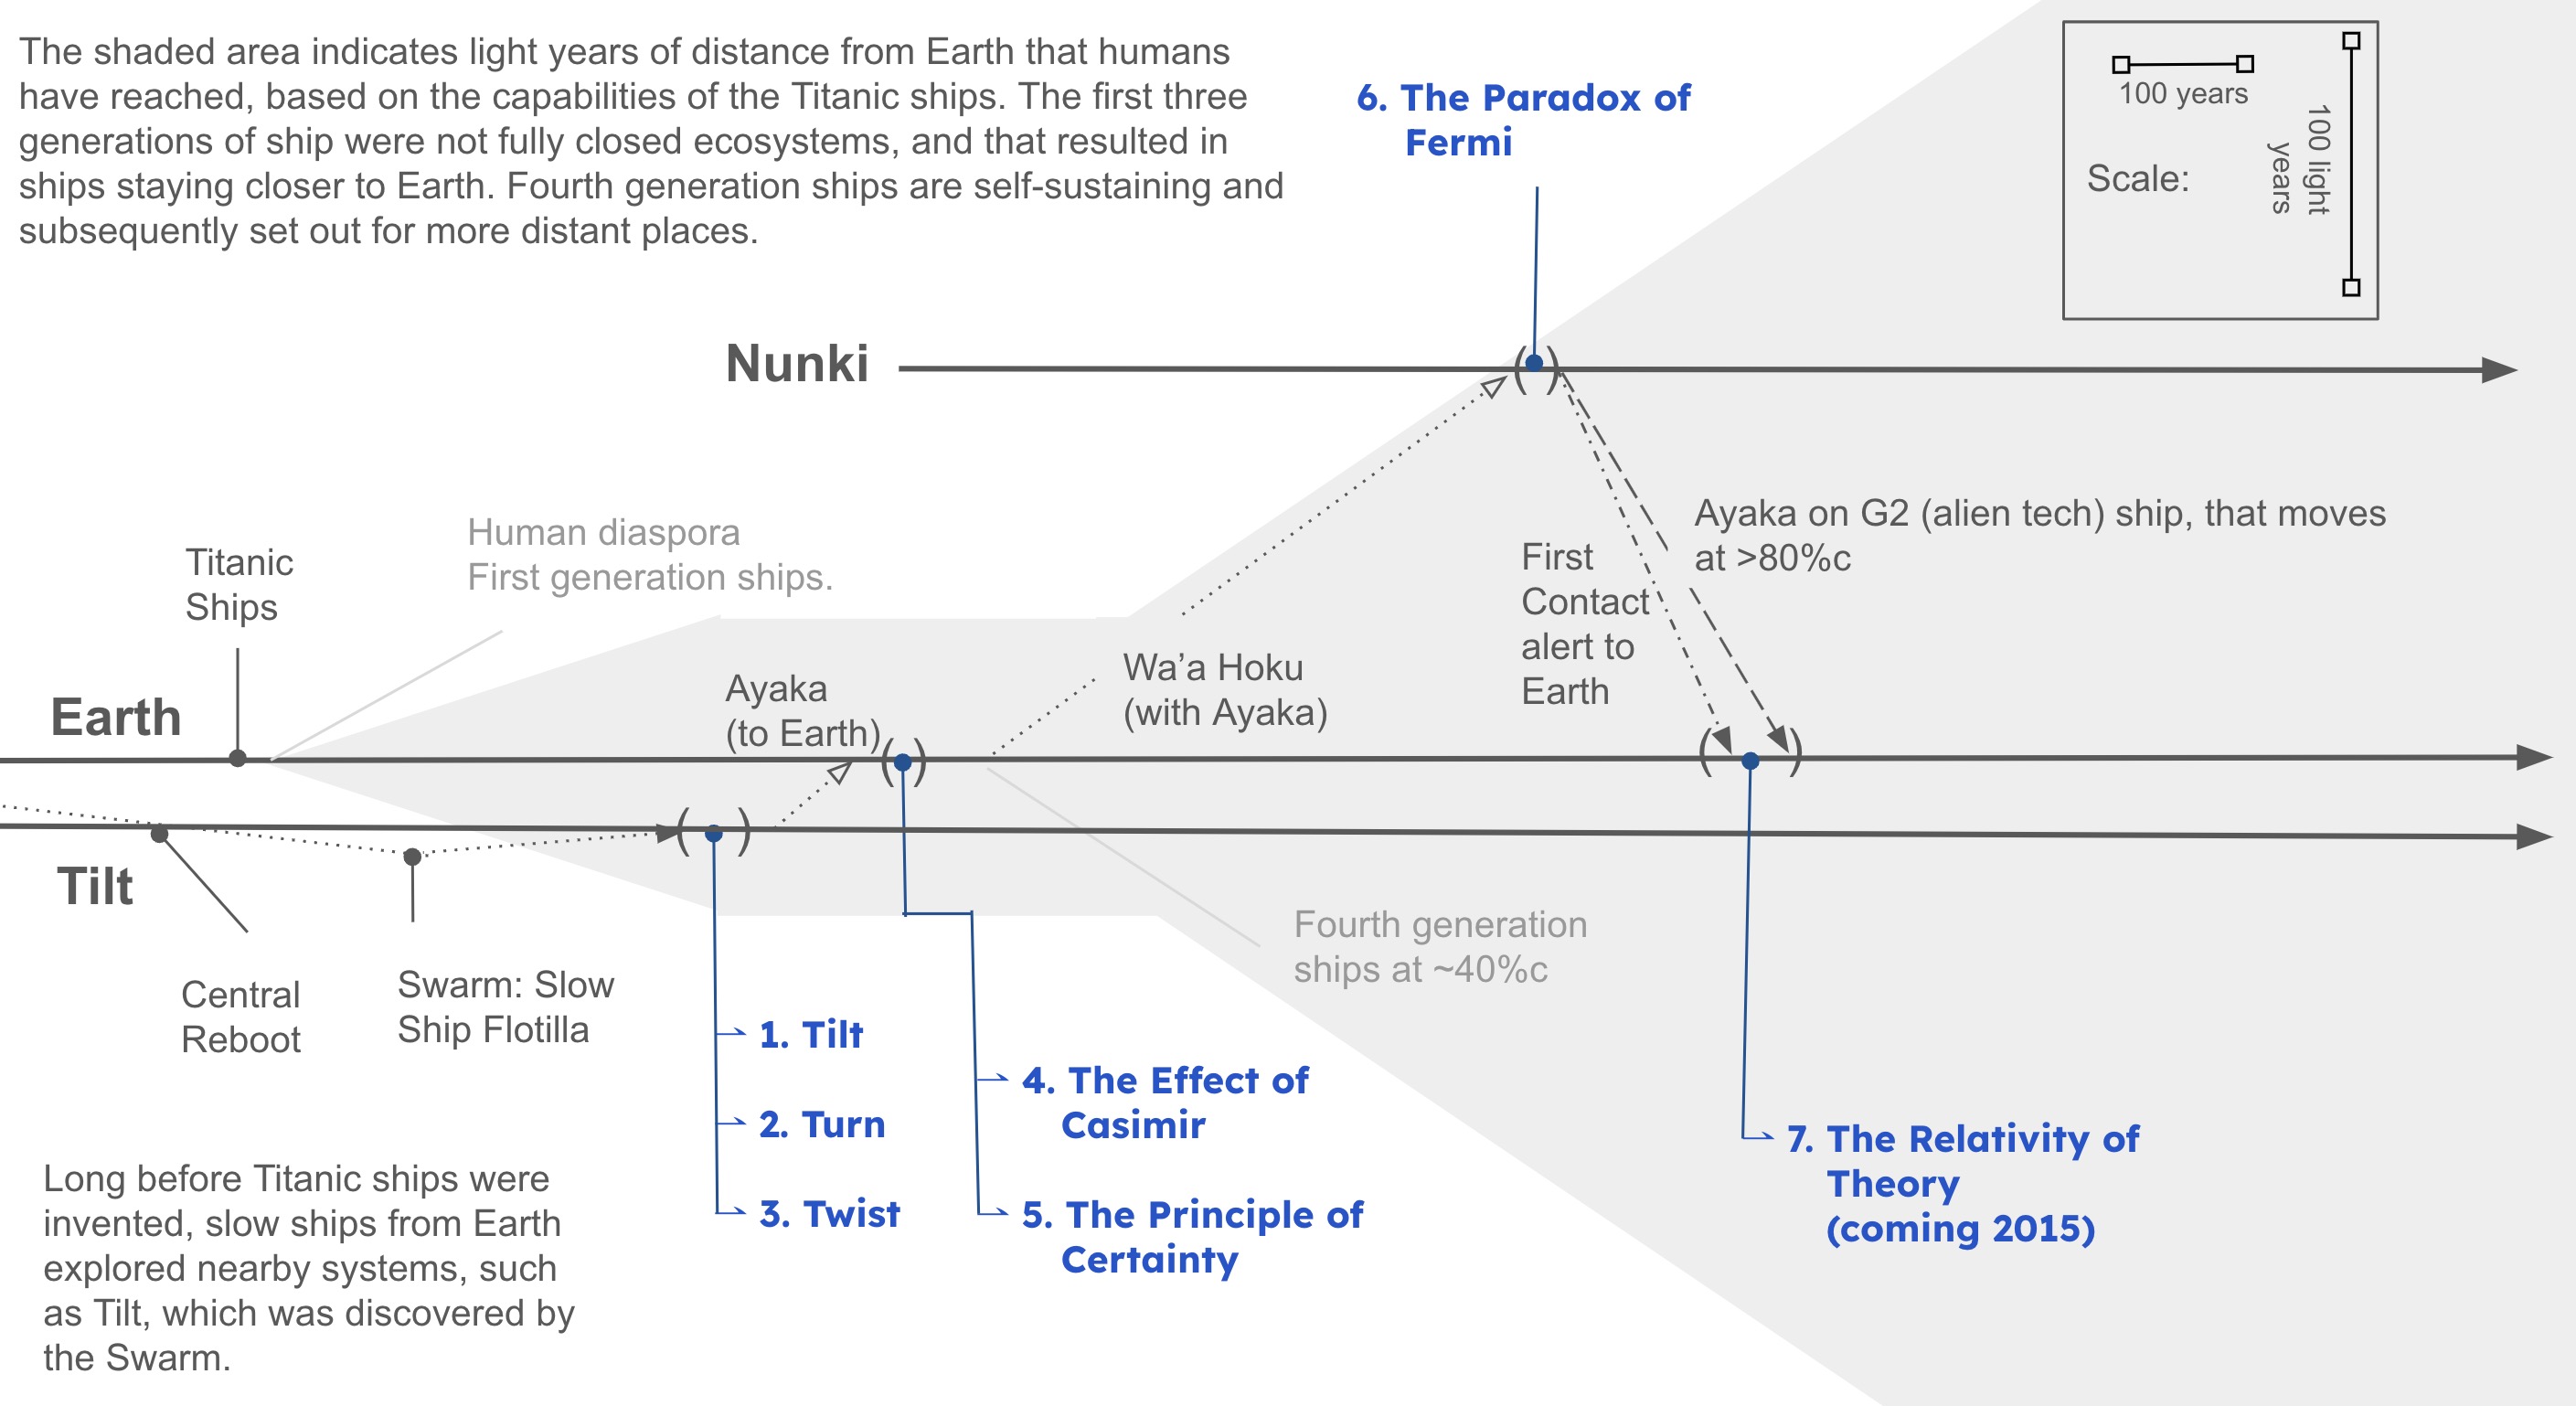 The shaded area indicates light years of distance from Earth that humans
have reached, based on the capabilities of the Titanic ships. The first three
generations of ship were not fully closed ecosystems, and that resulted in
ships staying closer to Earth. Fourth generation ships are self-sustaining and
subsequently set out for more distant places.
6. The Paradox of
Fermi
100 years
100 light
years
Scale:
Nunki
Human diaspora
First generation ships.
Titanic
Ships
Ayaka on G2 (alien tech) ship, that moves
at >80%c
First
Contact
alert to
Earth
Earth
Ayaka
(to Earth)
Wa’a Hoku
(with Ayaka)
( )
( )
( )
( )
Tilt
Fourth generation
ships at ~40%c
Central
Reboot
Swarm: Slow
Ship Flotilla
1. Tilt
2. Turn
3. Twist
4. The Effect of
Casimir
5. The Principle of
Certainty
7. The Relativity of
Theory
(coming 2015)
Long before Titanic ships were
invented, slow ships from Earth
explored nearby systems, such
as Tilt, which was discovered by
the Swarm.